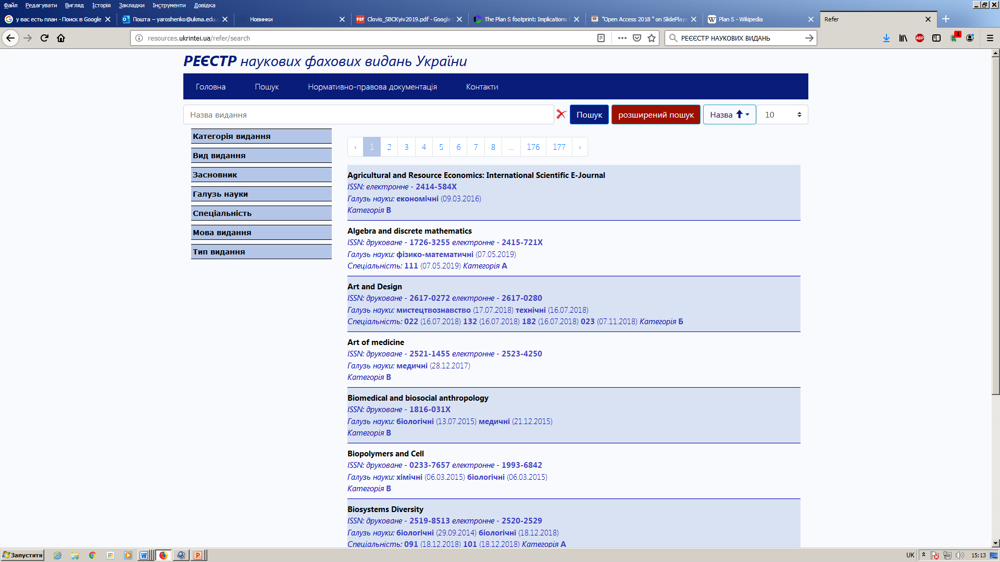 Файл Редагувати Вигляд Історія Закладки Інструменти Довідка
у вас есть план - Поиск в Google
Пошта – yaroshenko@ukma.edu.
Новинки
Clovis_SBCKyiv2019.pdf - Google
The Plan S footprint: Implications
"Open Access 2018 " on SlidePlaye
Plan S - Wikipedia
Refer
resources.ukrintei.ua/refer/search
РЕЄЄСТР НАУКОВИХ ВИДАНЬ
ABP
1
РЕЄСТР наукових фахових видань України
Головна Пошук Нормативно-правова документація Контакти
Назва видання Пошук розширений пошук Назва 10
Категорія видання
Вид видання
Засновник
Галузь науки
Спеціальність
Мова видання
Тип видання
‹ 1 2 3 4 5 6 7 8 ... 176 177 ›
Agricultural and Resource Economics: International Scientific E-Journal
ISSN: електронне - 2414-584X
Галузь науки: економічні (09.03.2016)
Категорія В
Algebra and discrete mathematics
ISSN: друковане - 1726-3255 електронне - 2415-721X
Галузь науки: фізико-математичні (07.05.2019)
Спеціальність: 111 (07.05.2019) Категорія А
Art and Design
ISSN: друковане - 2617-0272 електронне - 2617-0280
Галузь науки: мистецтвознавство (17.07.2018) технічні (16.07.2018)
Спеціальність: 022 (16.07.2018) 132 (16.07.2018) 182 (16.07.2018) 023 (07.11.2018) Категорія Б
Art of medicine
ISSN: друковане - 2521-1455 електронне - 2523-4250
Галузь науки: медичні (28.12.2017)
Категорія В
Biomedical and biosocial anthropology
ISSN: друковане - 1816-031X
Галузь науки: біологічні (13.07.2015) медичні (21.12.2015)
Категорія В
Biopolymers and Cell
ISSN: друковане - 0233-7657 електронне - 1993-6842
Галузь науки: хімічні (06.03.2015) біологічні (06.03.2015)
Категорія В
Biosystems Diversity
ISSN: друковане - 2519-8513 електронне - 2520-2529
Галузь науки: біологічні (29.09.2014) біологічні (18.12.2018)
Спеціальність: 091 (18.12.2018) 101 (18.12.2018) Категорія А
Запустити
UK
15:13